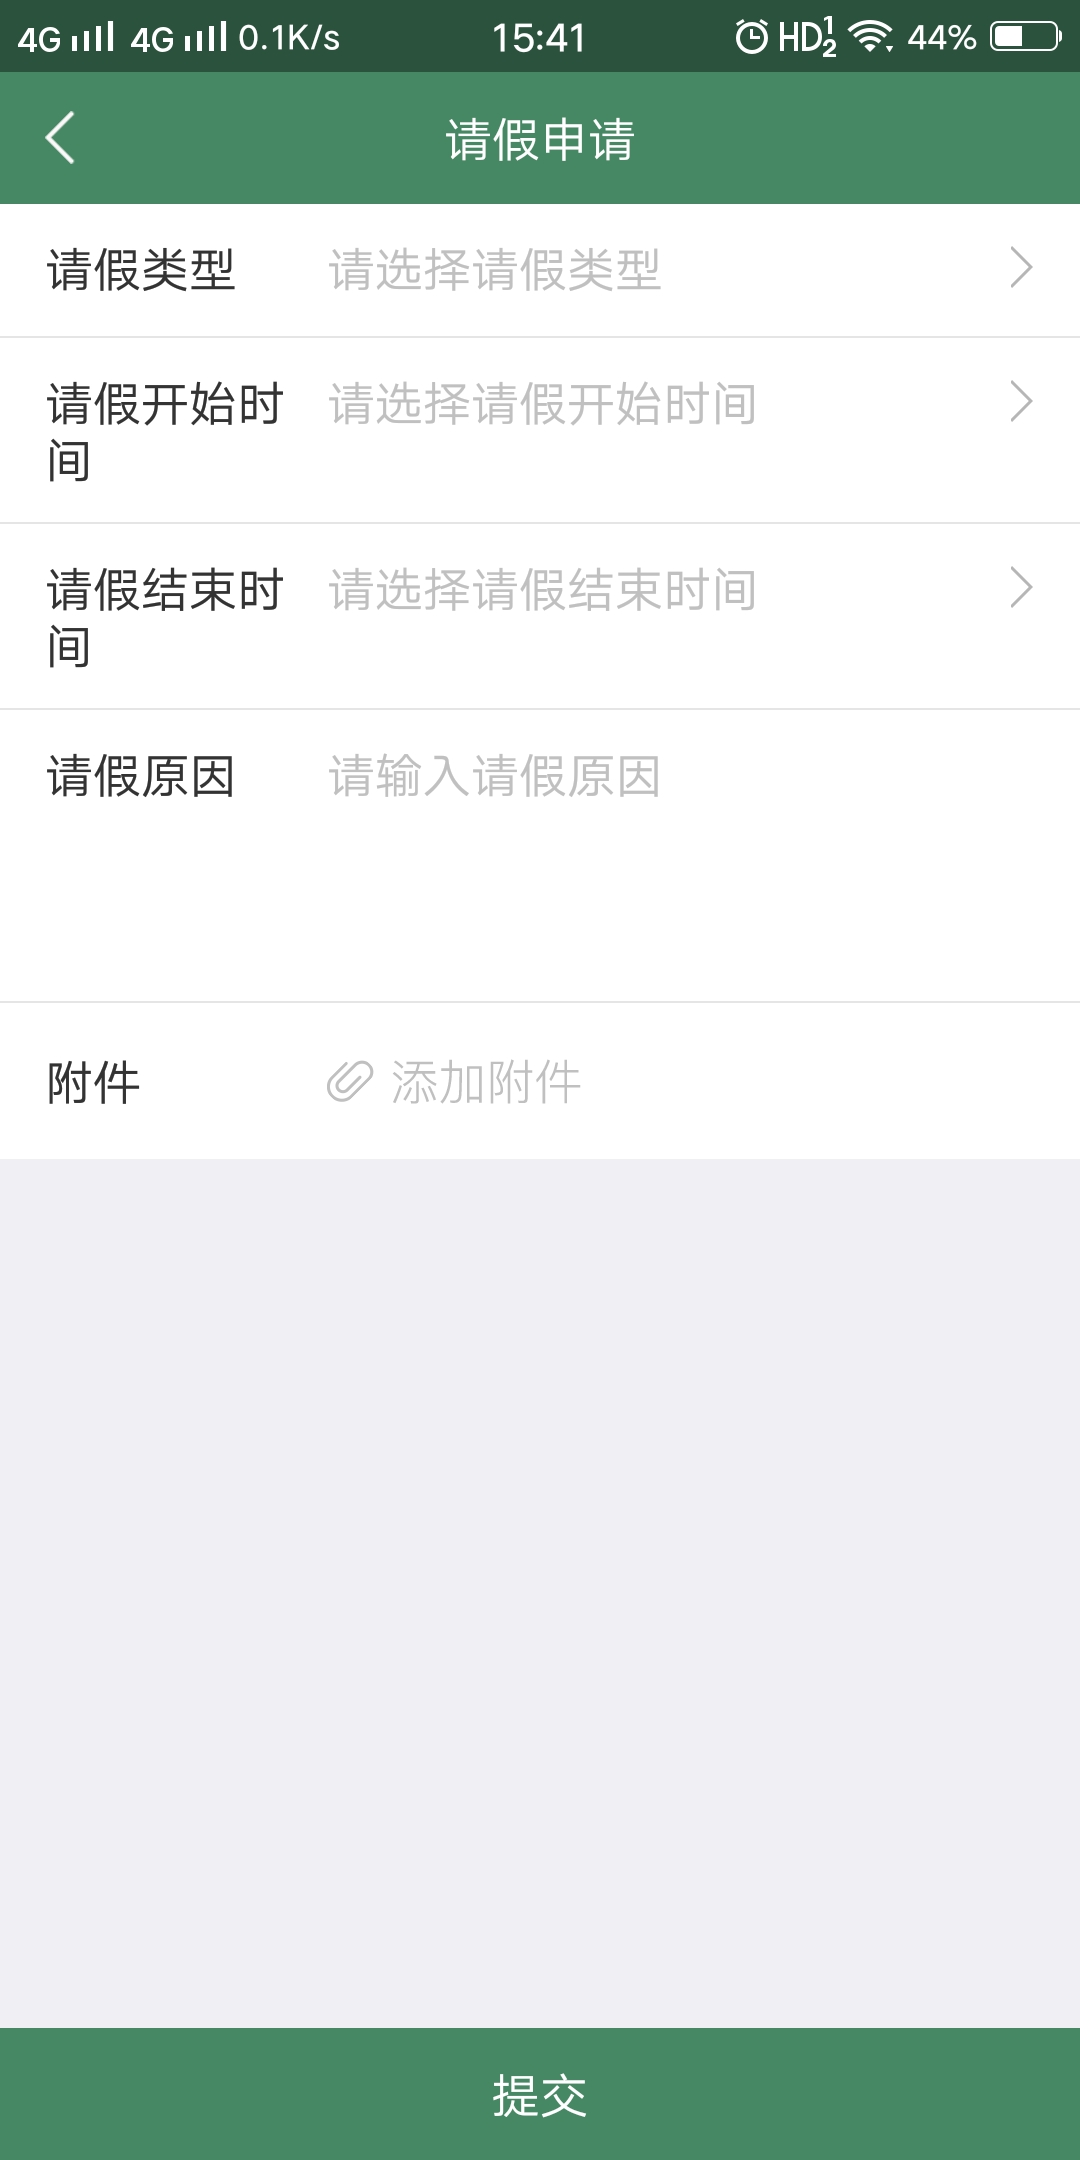 4G 4G 0.1K/s 15:41 HD 1 2 44%
请假申请
请假类型 请选择请假类型
请假开始时 请选择请假开始时间
间
请假结束时 请选择请假结束时间
间
请假原因 请输入请假原因
附件 添加附件
提交